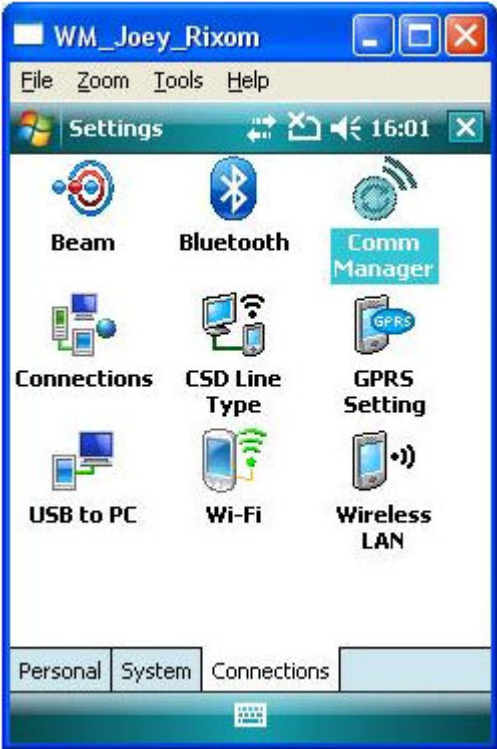 WM_Joey_Rixom
File Zoom Tools Help
Settings 16:01
Beam Bluetooth Comm
Manager
Connections CSD Line
Type GPRS
Setting
GPRS
USB to PC Wi-Fi Wireless
LAN
Personal System Connections